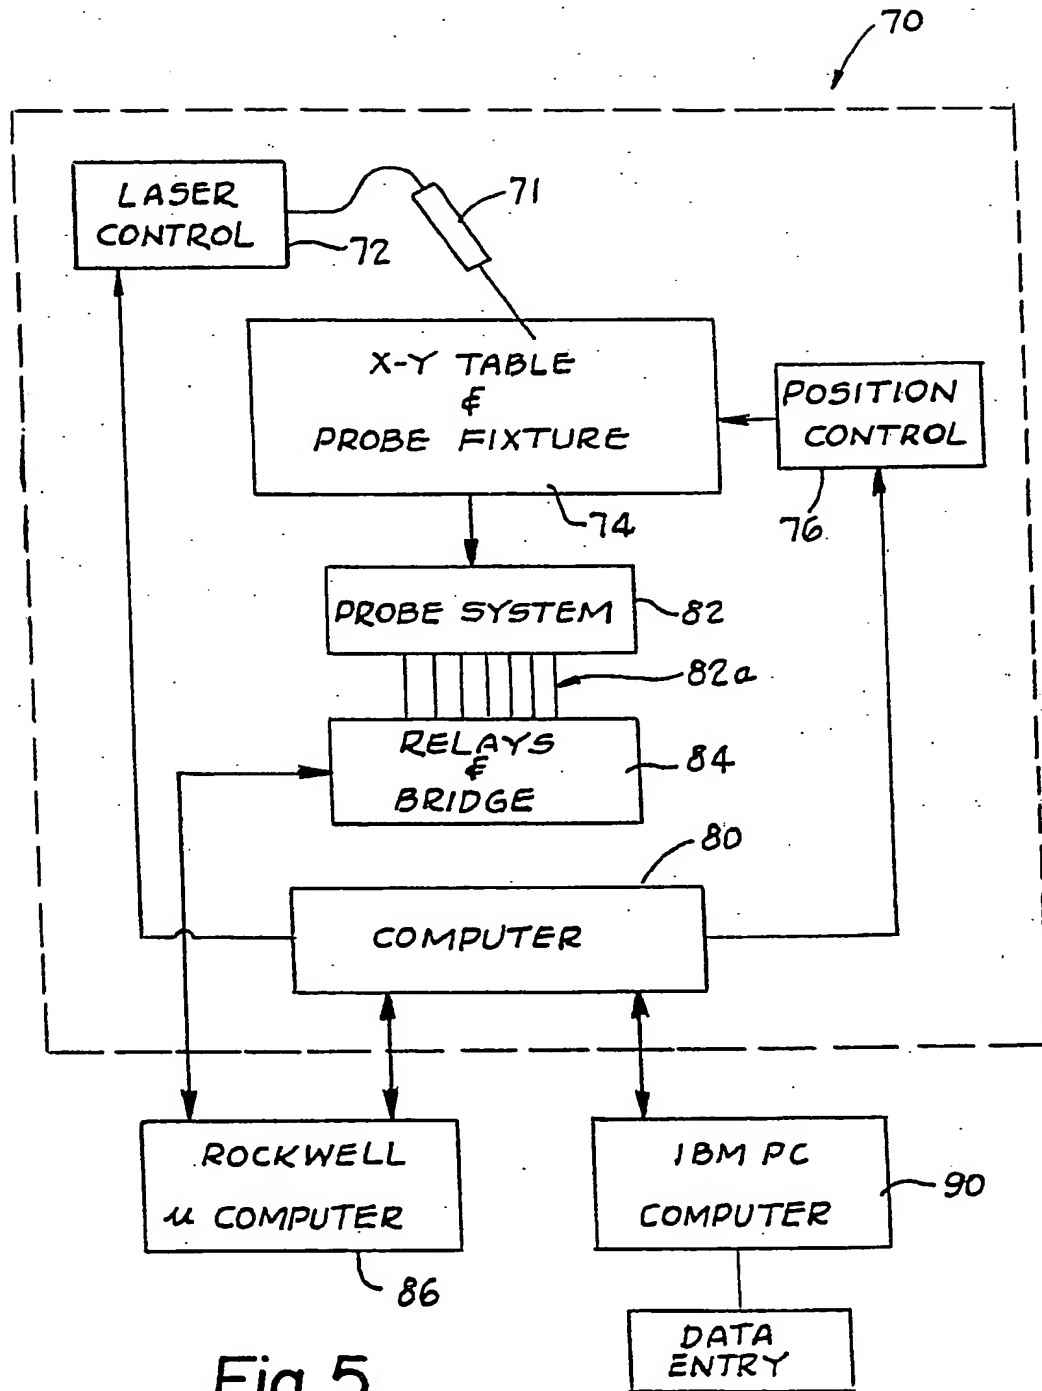 70
LASER
CONTROL
72
71
X-Y TABLE
&
PROBE FIXTURE
74
POSITION
CONTROL
76
PROBE SYSTEM
82
82a
RELAYS
&
BRIDGE
84
80
COMPUTER
ROCKWELL
μ COMPUTER
86
IBM PC
COMPUTER
90
DATA
ENTRY
Fig 5